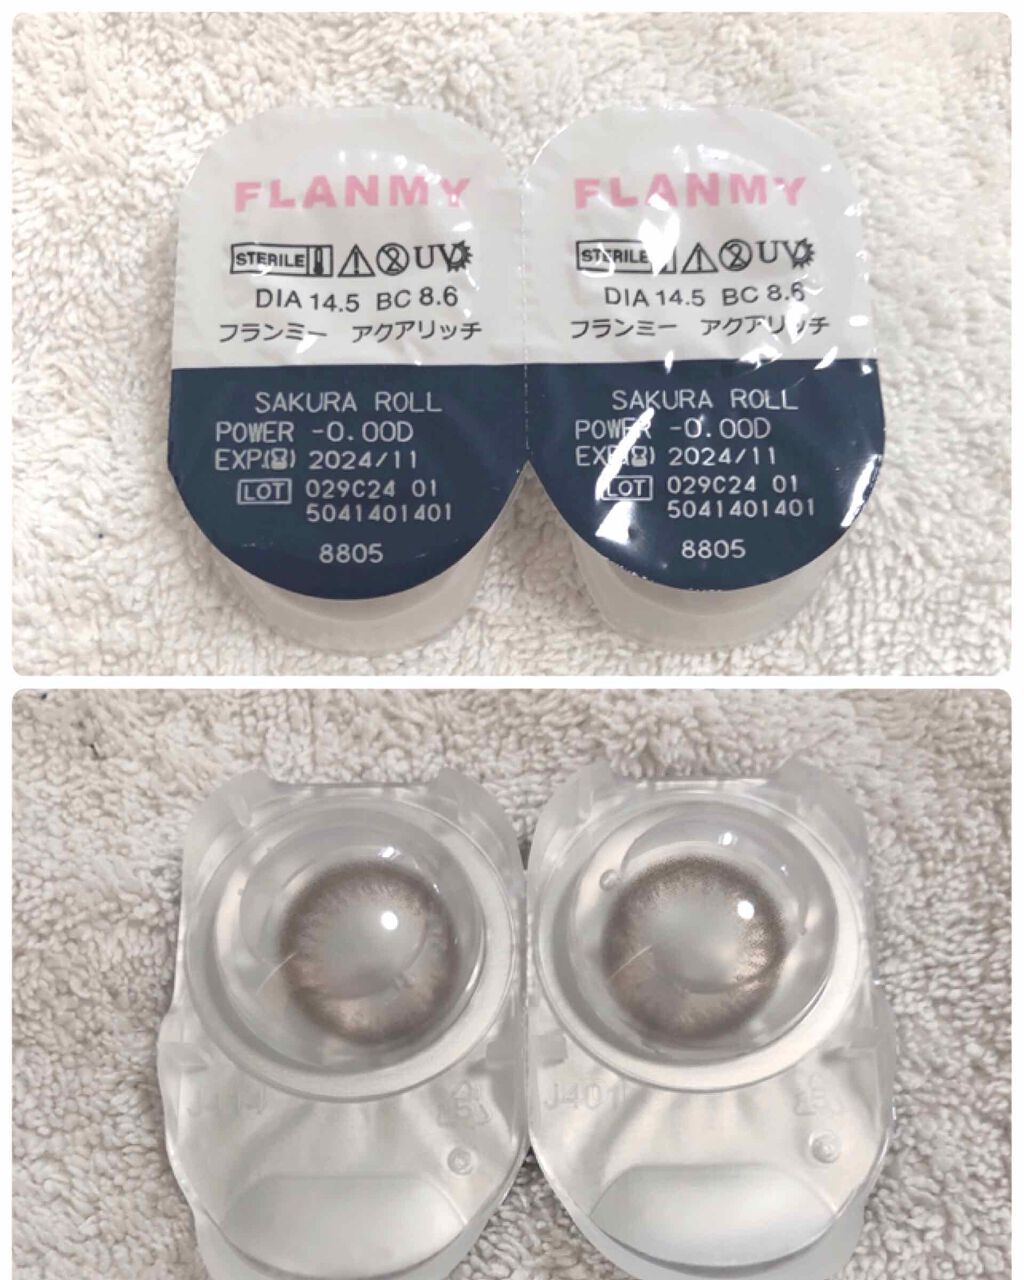 FLANMY
STERILE UV
DIA 14.5 BC 8.6
フランミー アクアリッチ
SAKURA ROLL
POWER -0.00D
EXP. 2024/11
LOT 029C24 01
5041401401
8805
FLANMY
STERILE UV
DIA 14.5 BC 8.6
フランミー アクアリッチ
SAKURA ROLL
POWER -0.00D
EXP. 2024/11
LOT 029C24 01
5041401401
8805
J401